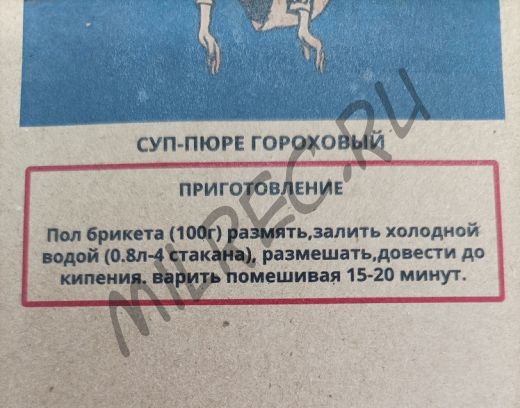 СУП-ПЮРЕ ГОРОХОВЫЙ
ПРИГОТОВЛЕНИЕ
Пол брикета (100г) размять,залить холодной
водой (0.8л-4 стакана), размешать,довести до
кипения. варить помешивая 15-20 минут.
MILREC.RU